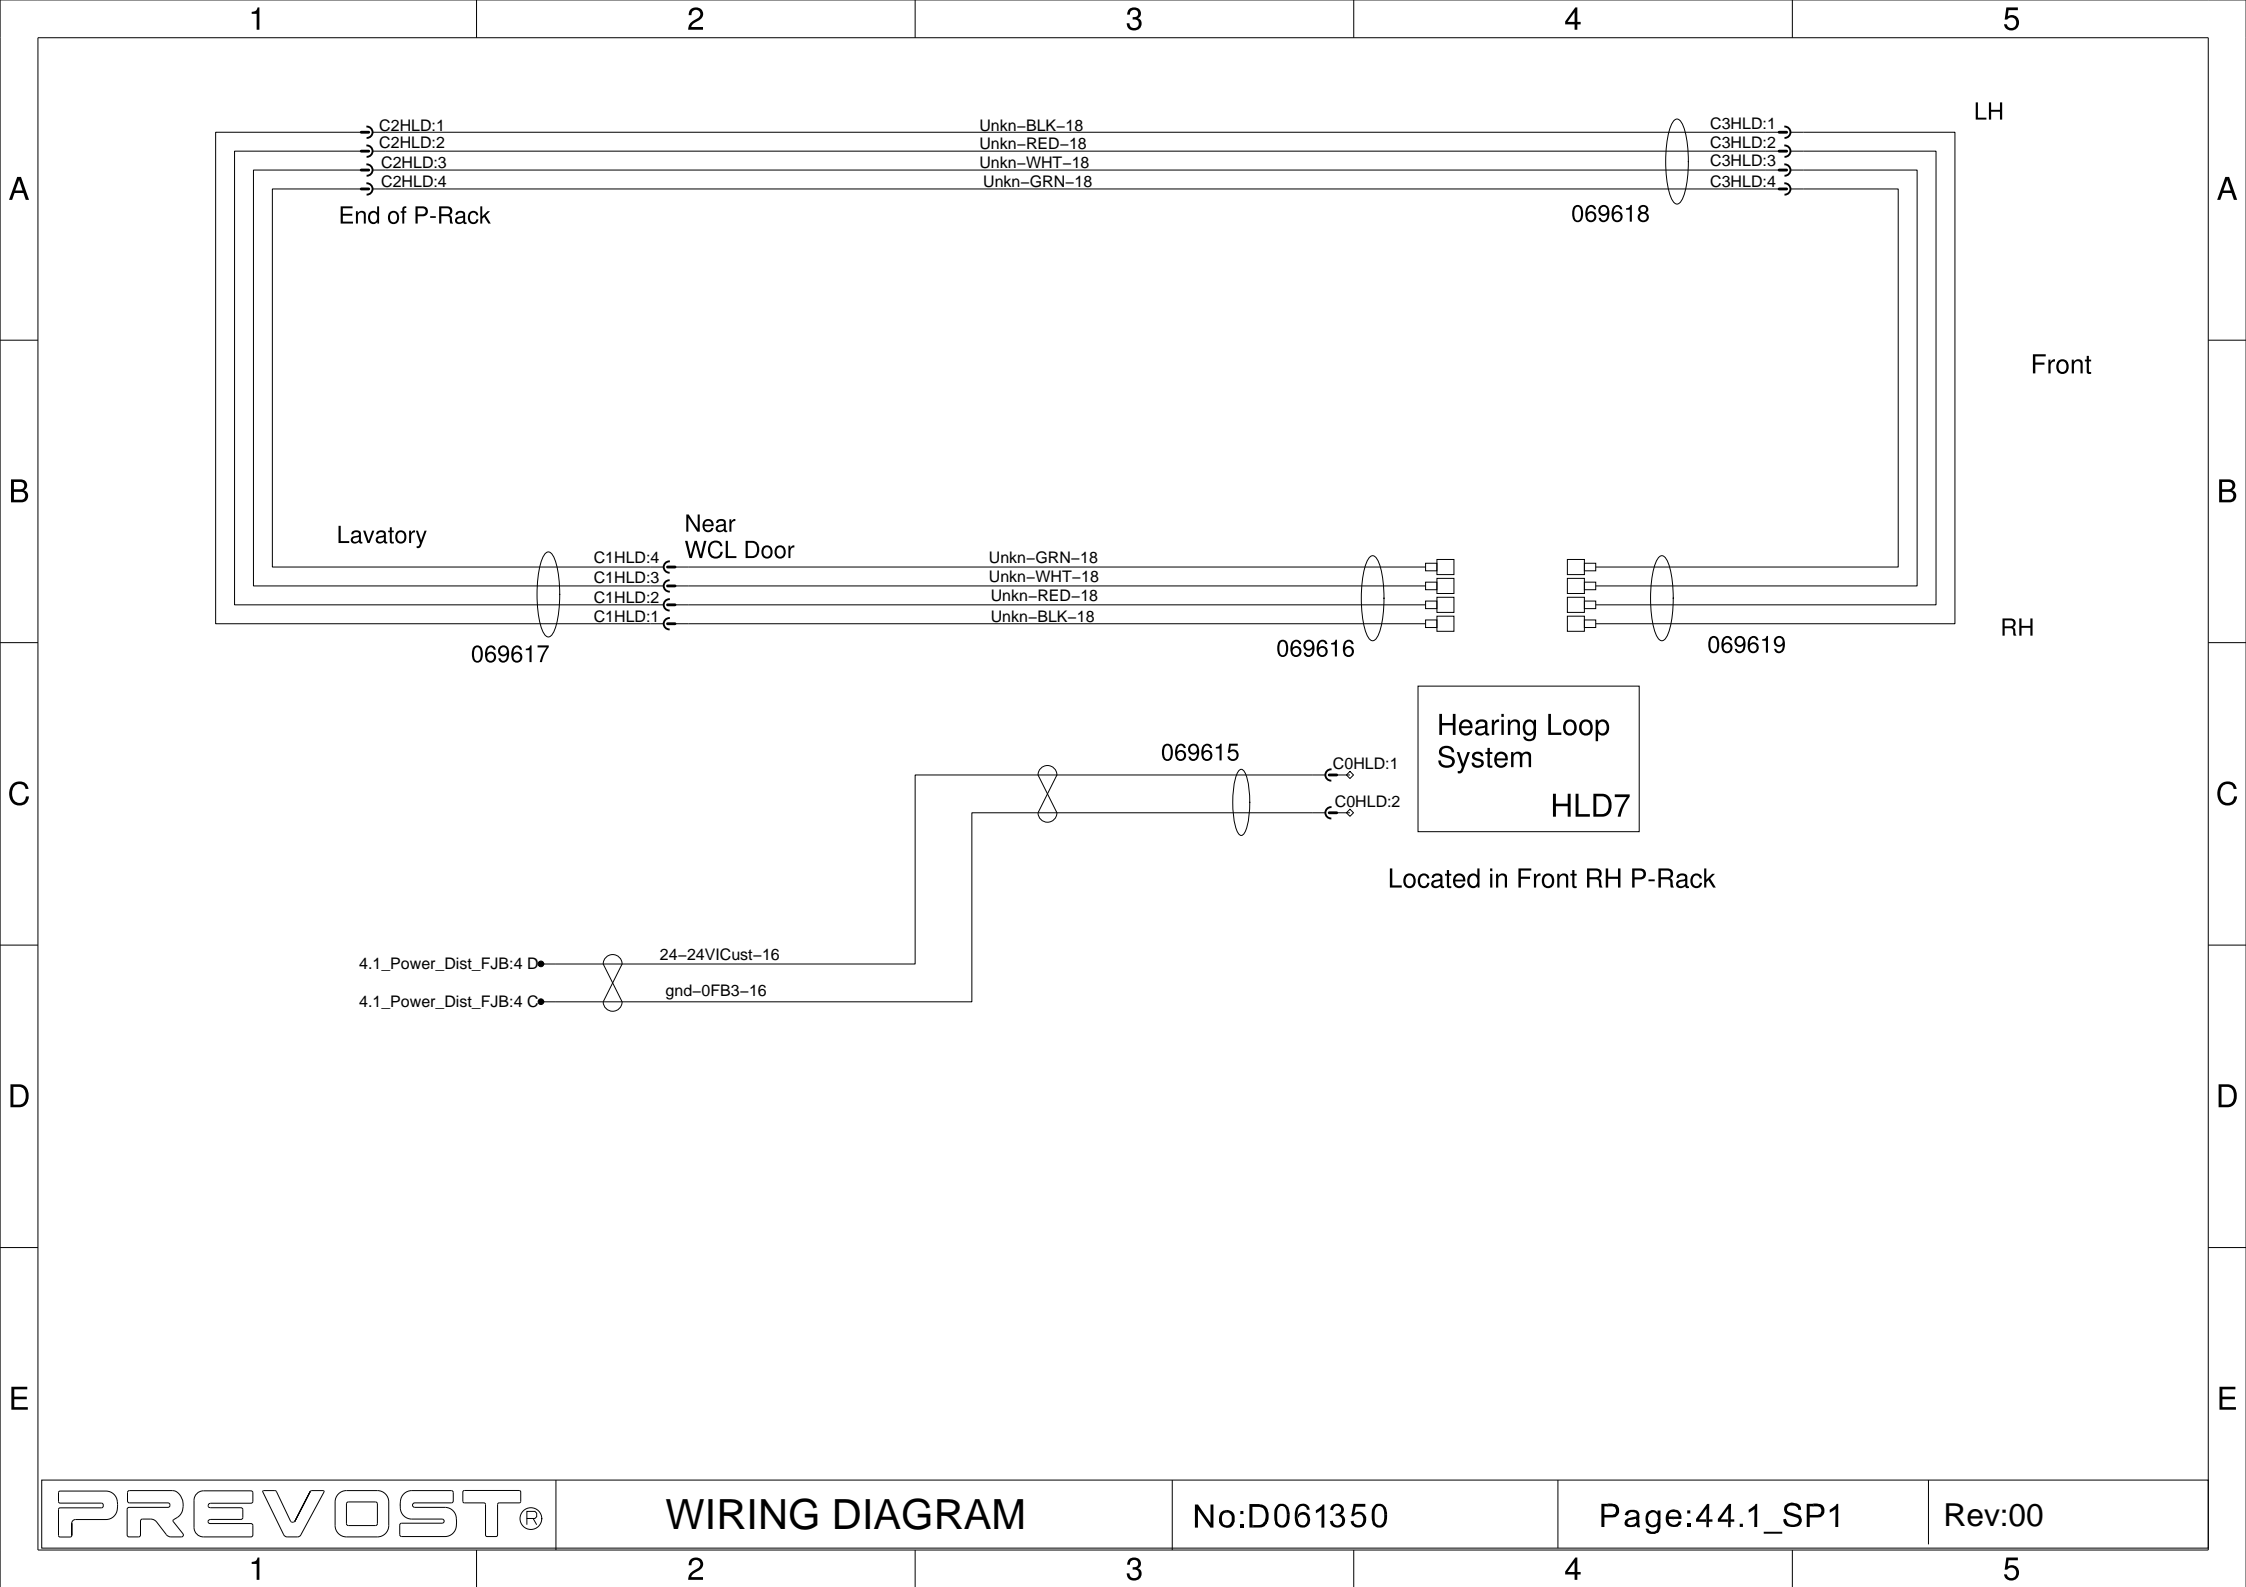 1 2 3 4 5
LH
C2HLD:1 Unkn–BLK–18 C3HLD:1
C2HLD:2 Unkn–RED–18 C3HLD:2
C2HLD:3 Unkn–WHT–18 C3HLD:3
C2HLD:4 Unkn–GRN–18 C3HLD:4
A A
End of P-Rack 069618
Front
B B
Lavatory
Near
WCL Door
C1HLD:4 Unkn–GRN–18
C1HLD:3 Unkn–WHT–18
C1HLD:2 Unkn–RED–18
C1HLD:1 Unkn–BLK–18
RH
069617 069616 069619
Hearing Loop
System
HLD7
069615
C0HLD:1
C0HLD:2
C C
Located in Front RH P-Rack
4.1_Power_Dist_FJB:4 D 24–24VICust–16
4.1_Power_Dist_FJB:4 C gnd–0FB3–16
D D
E E
PREVOST® WIRING DIAGRAM No:D061350 Page:44.1_SP1 Rev:00
1 2 3 4 5